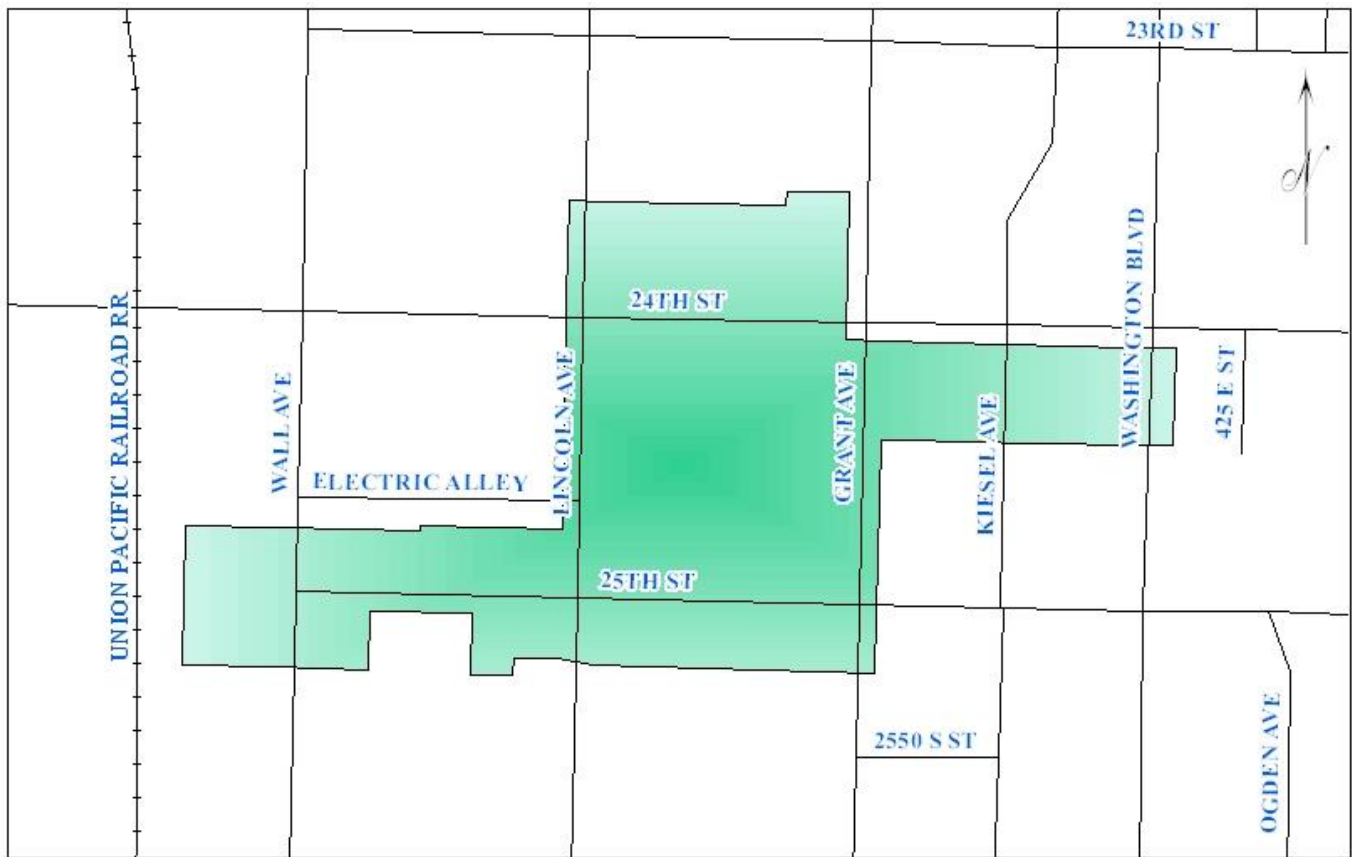 23RD ST
N
24TH ST
UNION PACIFIC RAILROAD RR
WALL AVE
LINCOLN AVE
GRANT AVE
KIESEL AVE
WASHINGTON BLVD
425 E ST
ELECTRIC ALLEY
25TH ST
2550 S ST
OGDEN AVE